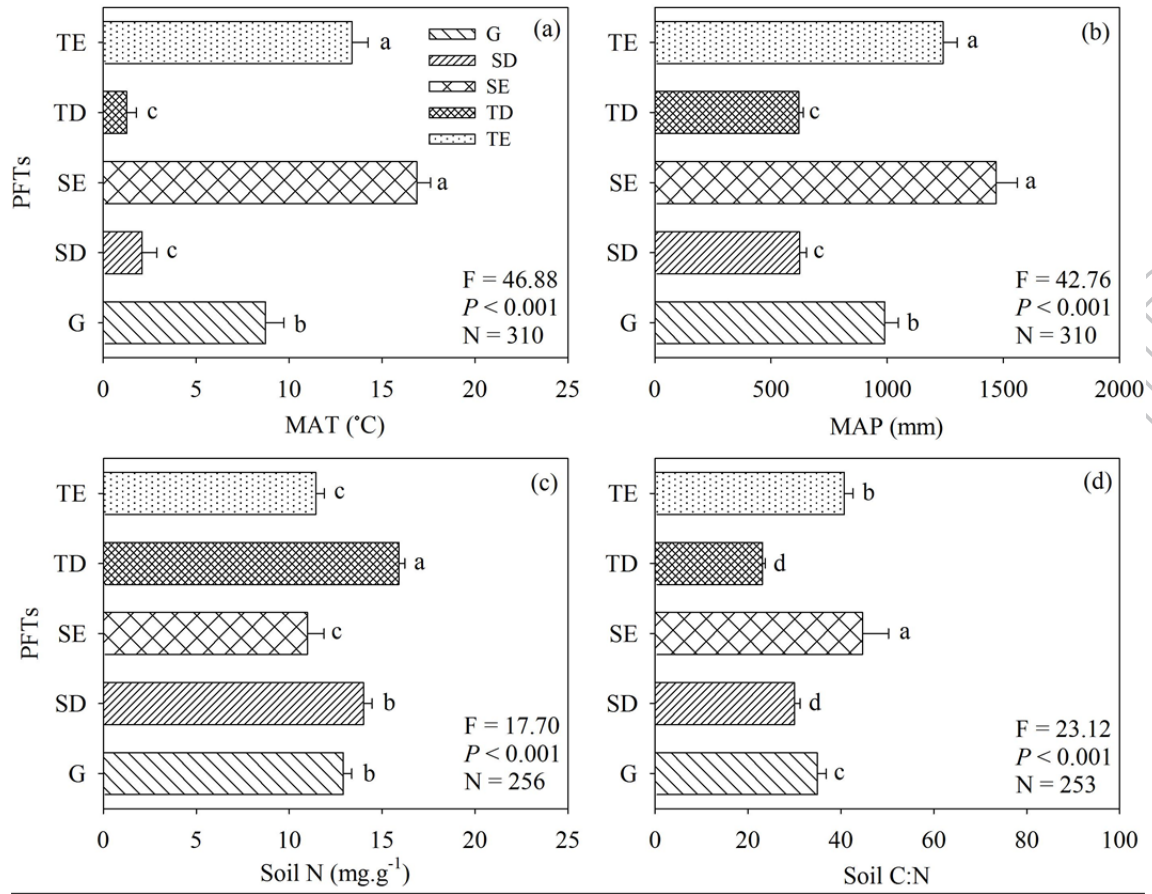 (a)
TE
TD
SE
SD
G
PFTs
a
c
a
c
b
G
SD
SE
TD
TE
F = 46.88
P < 0.001
N = 310
0 5 10 15 20 25
MAT (˚C)
(b)
TE
TD
SE
SD
G
a
c
a
c
b
F = 42.76
P < 0.001
N = 310
0 500 1000 1500 2000
MAP (mm)
(c)
TE
TD
SE
SD
G
PFTs
c
a
c
b
b
F = 17.70
P < 0.001
N = 256
0 5 10 15 20 25
Soil N (mg.g⁻¹)
(d)
TE
TD
SE
SD
G
b
d
a
d
c
F = 23.12
P < 0.001
N = 253
0 20 40 60 80 100
Soil C:N